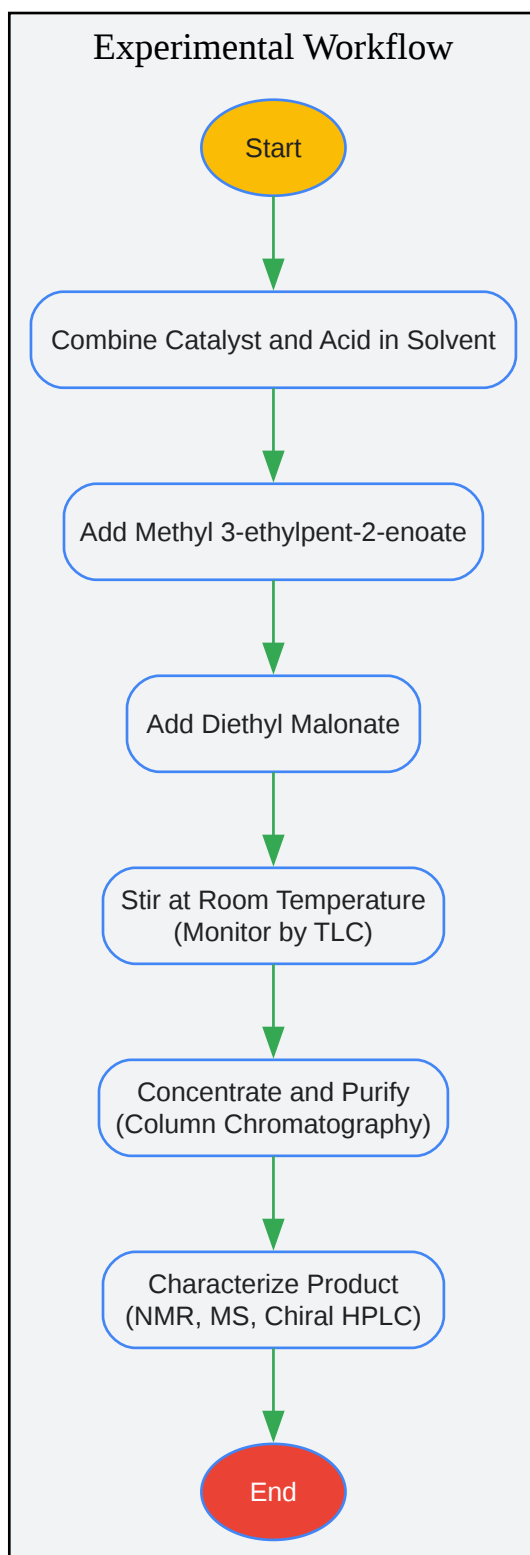 Experimental Workflow
Start
Combine Catalyst and Acid in Solvent
Add Methyl 3-ethylpent-2-enoate
Add Diethyl Malonate
Stir at Room Temperature
(Monitor by TLC)
Concentrate and Purify
(Column Chromatography)
Characterize Product
(NMR, MS, Chiral HPLC)
End